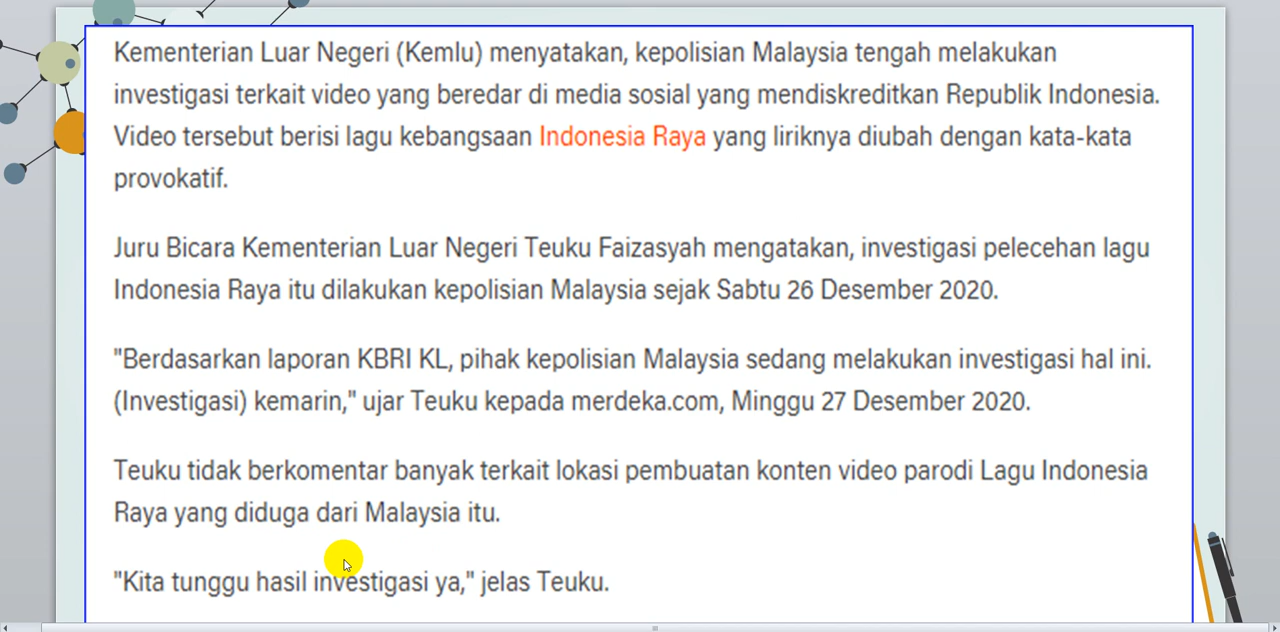 Kementerian Luar Negeri (Kemlu) menyatakan, kepolisian Malaysia tengah melakukan
investigasi terkait video yang beredar di media sosial yang mendiskreditkan Republik Indonesia.
Video tersebut berisi lagu kebangsaan Indonesia Raya yang liriknya diubah dengan kata-kata
provokatif.
Juru Bicara Kementerian Luar Negeri Teuku Faizasyah mengatakan, investigasi pelecehan lagu
Indonesia Raya itu dilakukan kepolisian Malaysia sejak Sabtu 26 Desember 2020.
"Berdasarkan laporan KBRI KL, pihak kepolisian Malaysia sedang melakukan investigasi hal ini.
(Investigasi) kemarin," ujar Teuku kepada merdeka.com, Minggu 27 Desember 2020.
Teuku tidak berkomentar banyak terkait lokasi pembuatan konten video parodi Lagu Indonesia
Raya yang diduga dari Malaysia itu.
"Kita tunggu hasil investigasi ya," jelas Teuku.